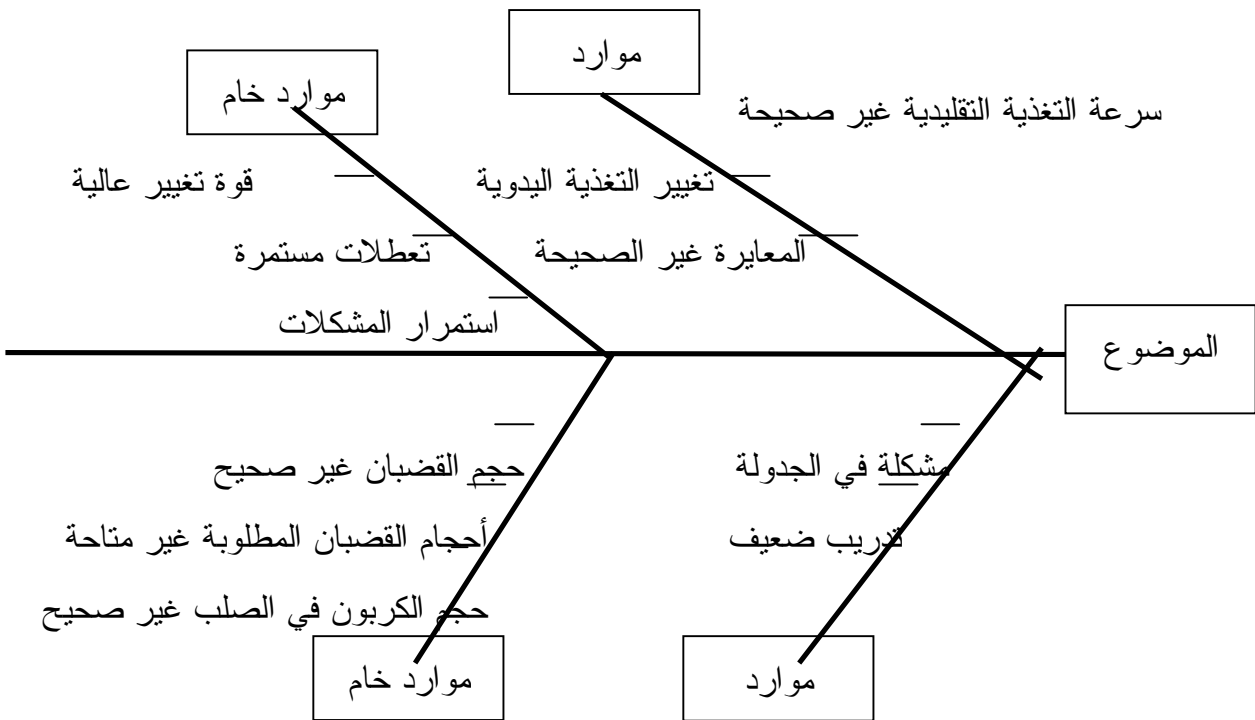 موارد
موارد خام
سرعة التغذية التقليدية غير صحيحة
تغيير التغذية اليدوية
قوة تغيير عالية
المعايرة غير الصحيحة
تعطلات مستمرة
استمرار المشكلات
الموضوع
مشكلة في الجدولة
حجم القضبان غير صحيح
تدريب ضعيف
أحجام القضبان المطلوبة غير متاحة
حجم الكربون في الصلب غير صحيح
موارد
موارد خام